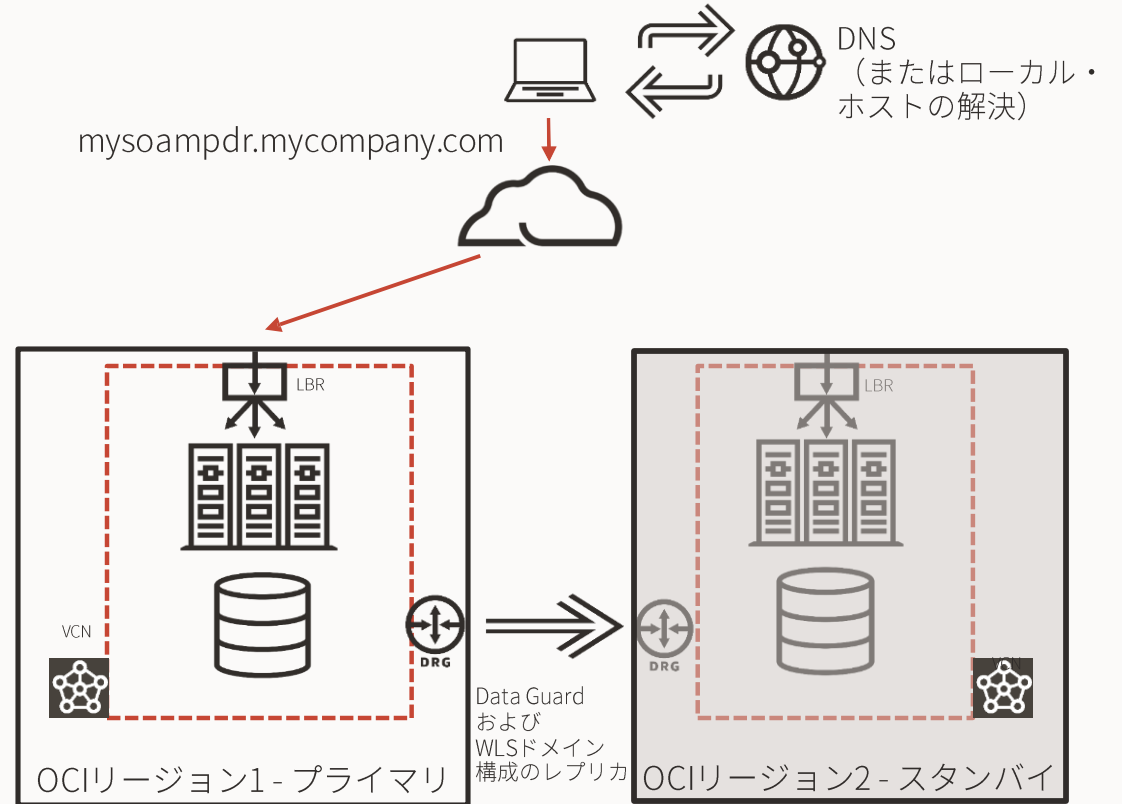 DNS
（またはローカル・
ホストの解決）
mysoampdr.mycompany.com
LBR
LBR
VCN
DRG
DRG
VCN
Data Guard
および
WLSドメイン
構成のレプリカ
OCIリージョン1 - プライマリ
OCIリージョン2 - スタンバイ